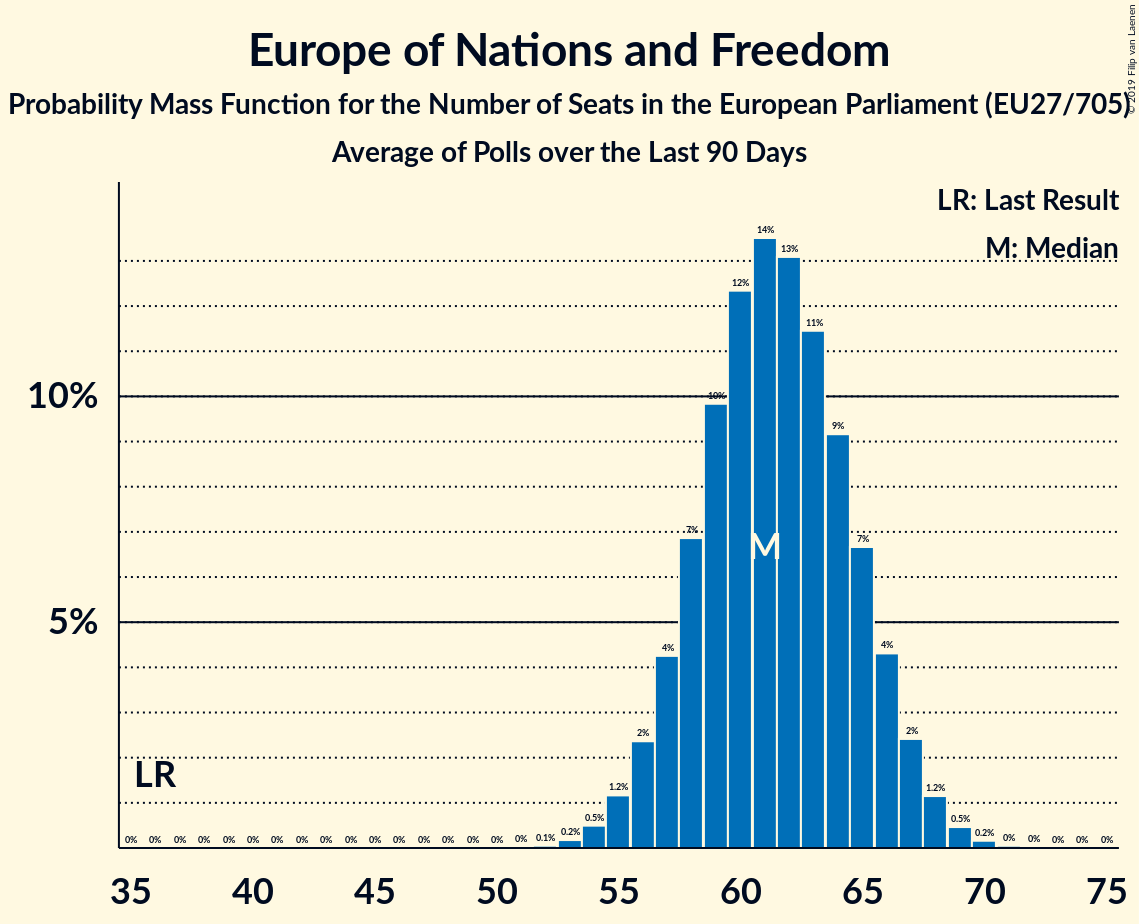 © 2019 Filip van Laenen
Europe of Nations and Freedom
Probability Mass Function for the Number of Seats in the European Parliament (EU27/705)
Average of Polls over the Last 90 Days
LR: Last Result
M: Median
14%
13%
12%
11%
10%
10%
9%
7%
7%
M
5%
4%
4%
2%
2%
LR
1.2%
1.2%
0.5%
0.5%
0% 0% 0% 0% 0% 0% 0% 0% 0% 0% 0% 0% 0% 0% 0% 0% 0% 0.1% 0.2% 0.2% 0% 0% 0% 0% 0%
35 40 45 50 55 60 65 70 75